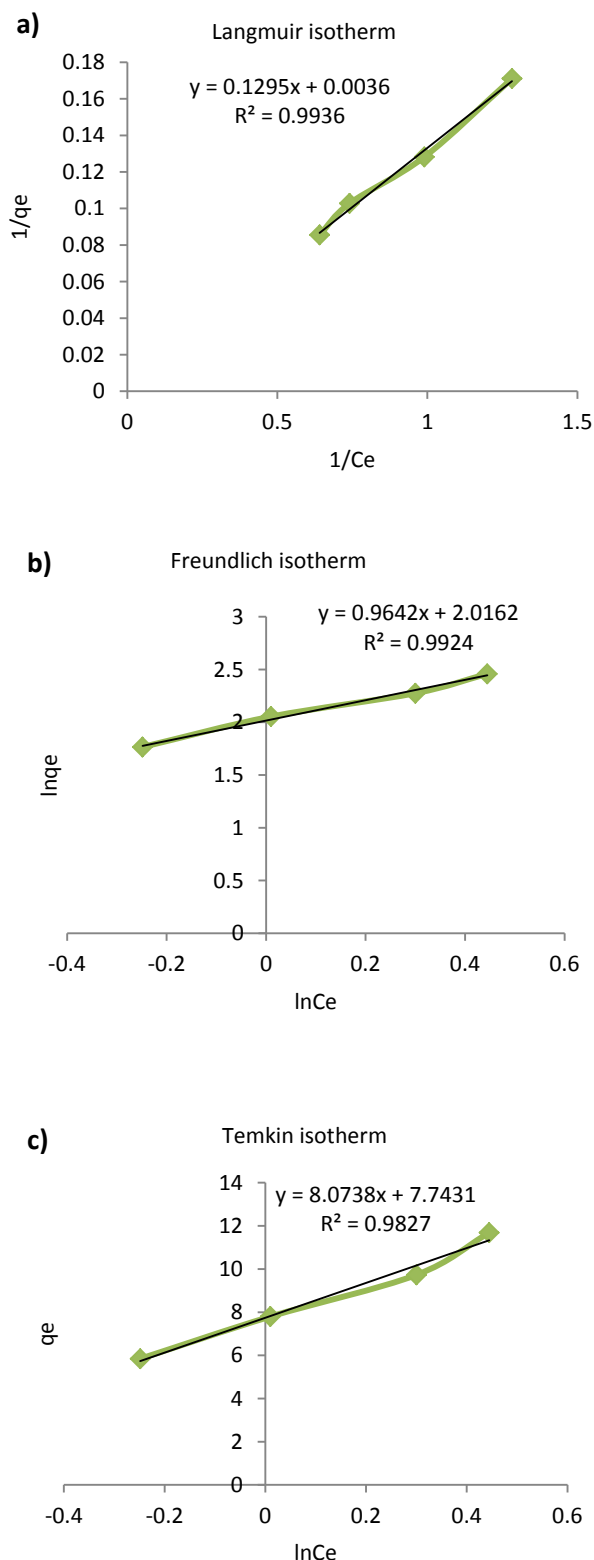 a)
Langmuir isotherm
y = 0.1295x + 0.0036
R² = 0.9936
0.18
0.16
0.14
0.12
0.1
0.08
0.06
0.04
0.02
0
1/qe
0 0.5 1 1.5
1/Ce
b)
Freundlich isotherm
y = 0.9642x + 2.0162
R² = 0.9924
3
2.5
2
1.5
1
0.5
0
lnqe
-0.4 -0.2 0 0.2 0.4 0.6
lnCe
c)
Temkin isotherm
y = 8.0738x + 7.7431
R² = 0.9827
14
12
10
8
6
4
2
0
qe
-0.4 -0.2 0 0.2 0.4 0.6
lnCe